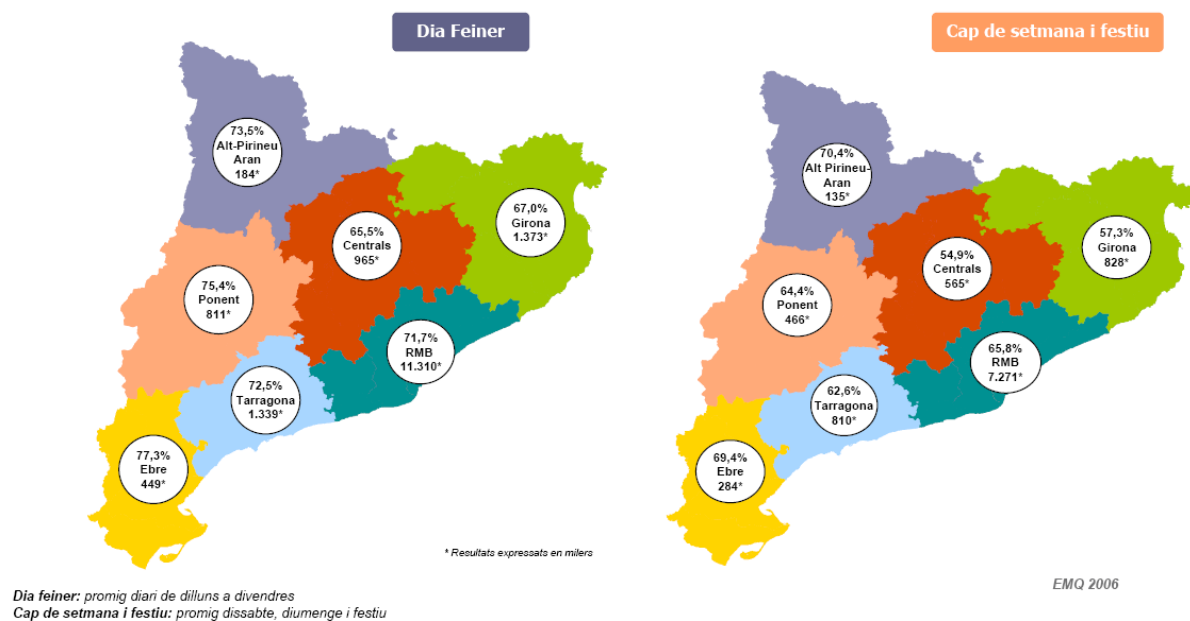 Dia Feiner
73,5%
Alt-Pirineu
Aran
184*
67,0%
Girona
1.373*
65,5%
Centrals
965*
75,4%
Ponent
811*
71,7%
RMB
11.310*
72,5%
Tarragona
1.339*
77,3%
Ebre
449*
* Resultats expressats en milers
Cap de setmana i festiu
70,4%
Alt Pirineu-
Aran
135*
57,3%
Girona
828*
54,9%
Centrals
565*
64,4%
Ponent
466*
65,8%
RMB
7.271*
62,6%
Tarragona
810*
69,4%
Ebre
284*
EMQ 2006
Dia feiner: promig diari de dilluns a divendres
Cap de setmana i festiu: promig dissabte, diumenge i festiu